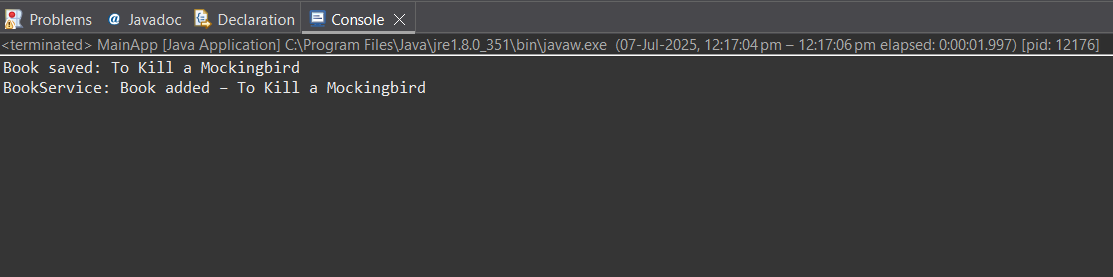 Problems @ Javadoc Declaration Console
<terminated> MainApp [Java Application] C:\Program Files\Java\jre1.8.0_351\bin\javaw.exe (07-Jul-2025, 12:17:04 pm – 12:17:06 pm elapsed: 0:00:01.997) [pid: 12176]
Book saved: To Kill a Mockingbird
BookService: Book added – To Kill a Mockingbird